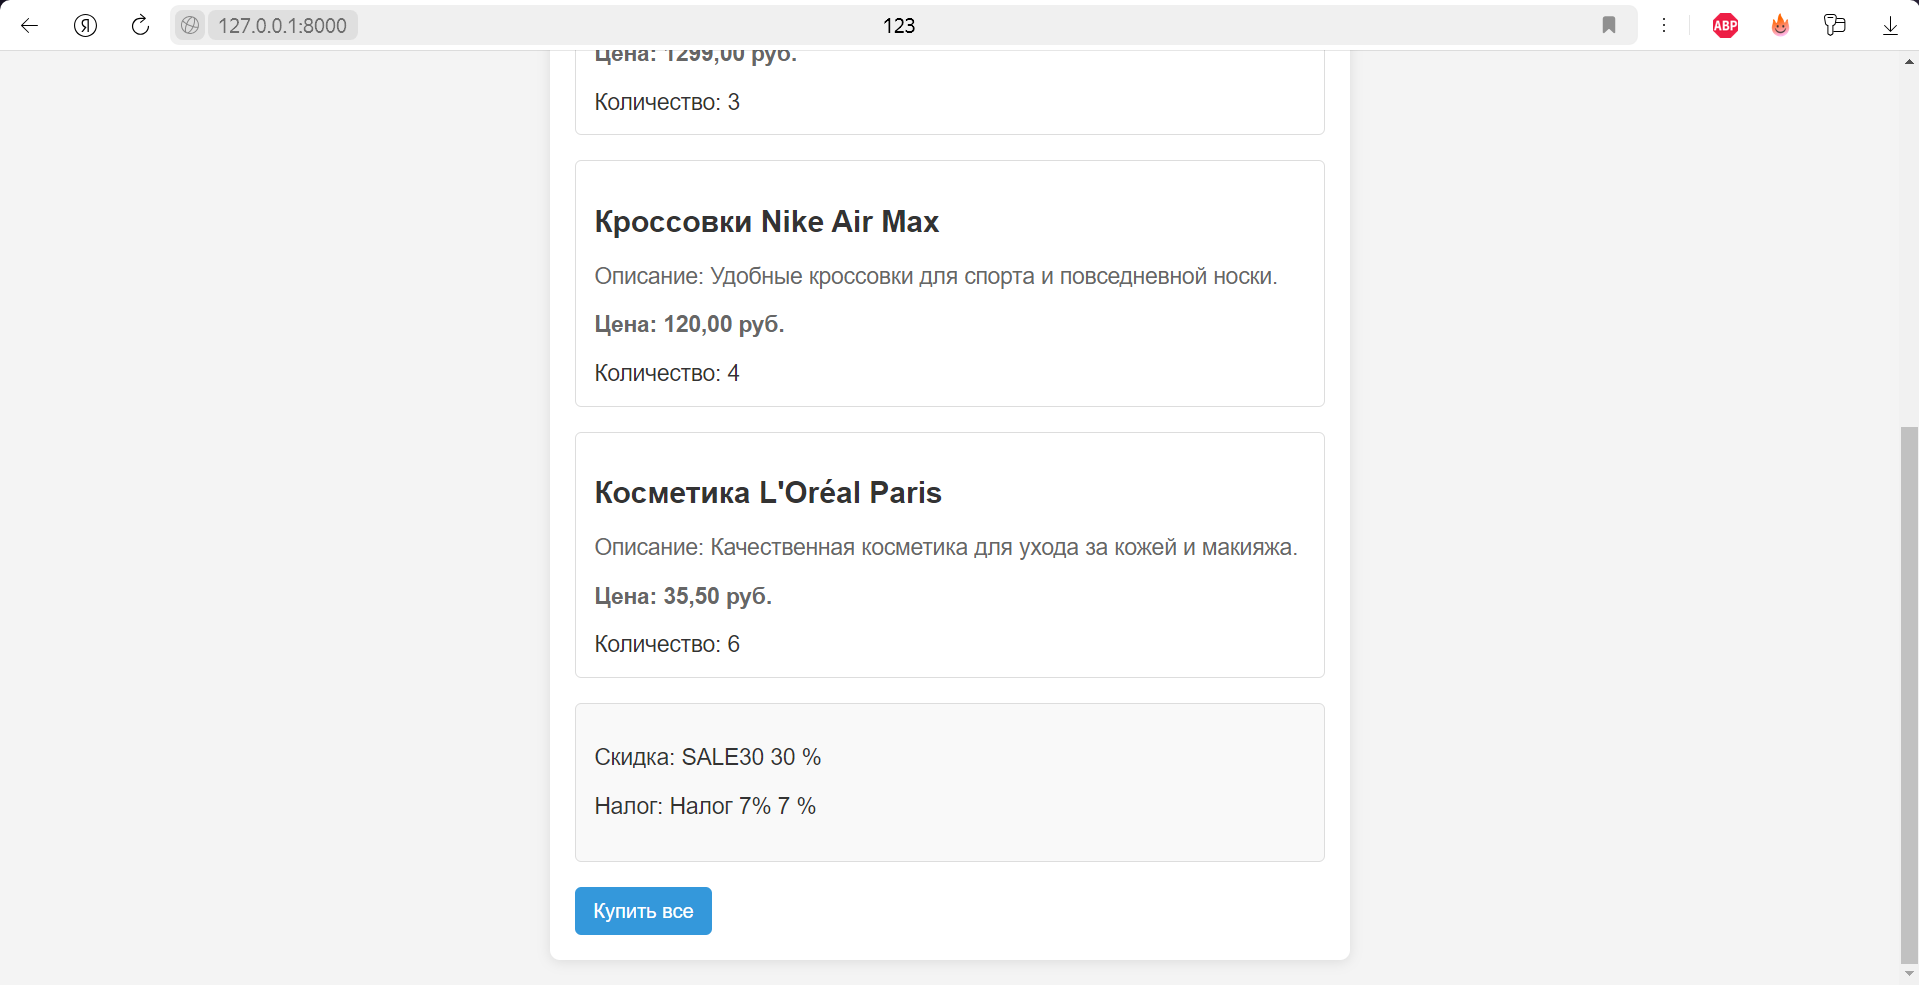 127.0.0.1:8000
123
ABP
Цена: 1299,00 руб.
Количество: 3
Кроссовки Nike Air Max
Описание: Удобные кроссовки для спорта и повседневной носки.
Цена: 120,00 руб.
Количество: 4
Косметика L'Oréal Paris
Описание: Качественная косметика для ухода за кожей и макияжа.
Цена: 35,50 руб.
Количество: 6
Скидка: SALE30 30 %
Налог: Налог 7% 7 %
Купить все